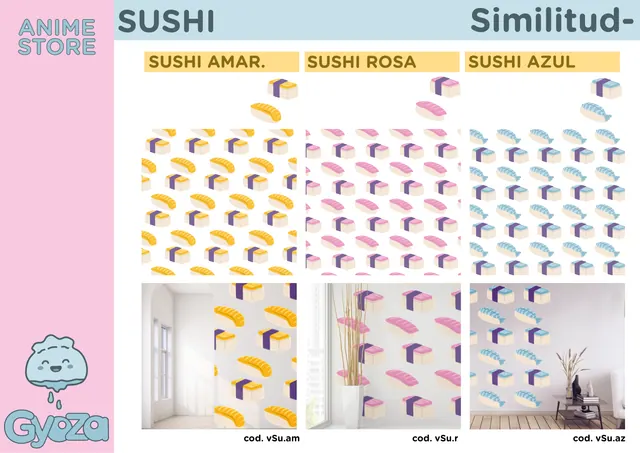 ANIME
STORE
SUSHI
Similitud-
SUSHI AMAR.
SUSHI ROSA
SUSHI AZUL
cod. vSu.am
cod. vSu.r
cod. vSu.az
Gyoza